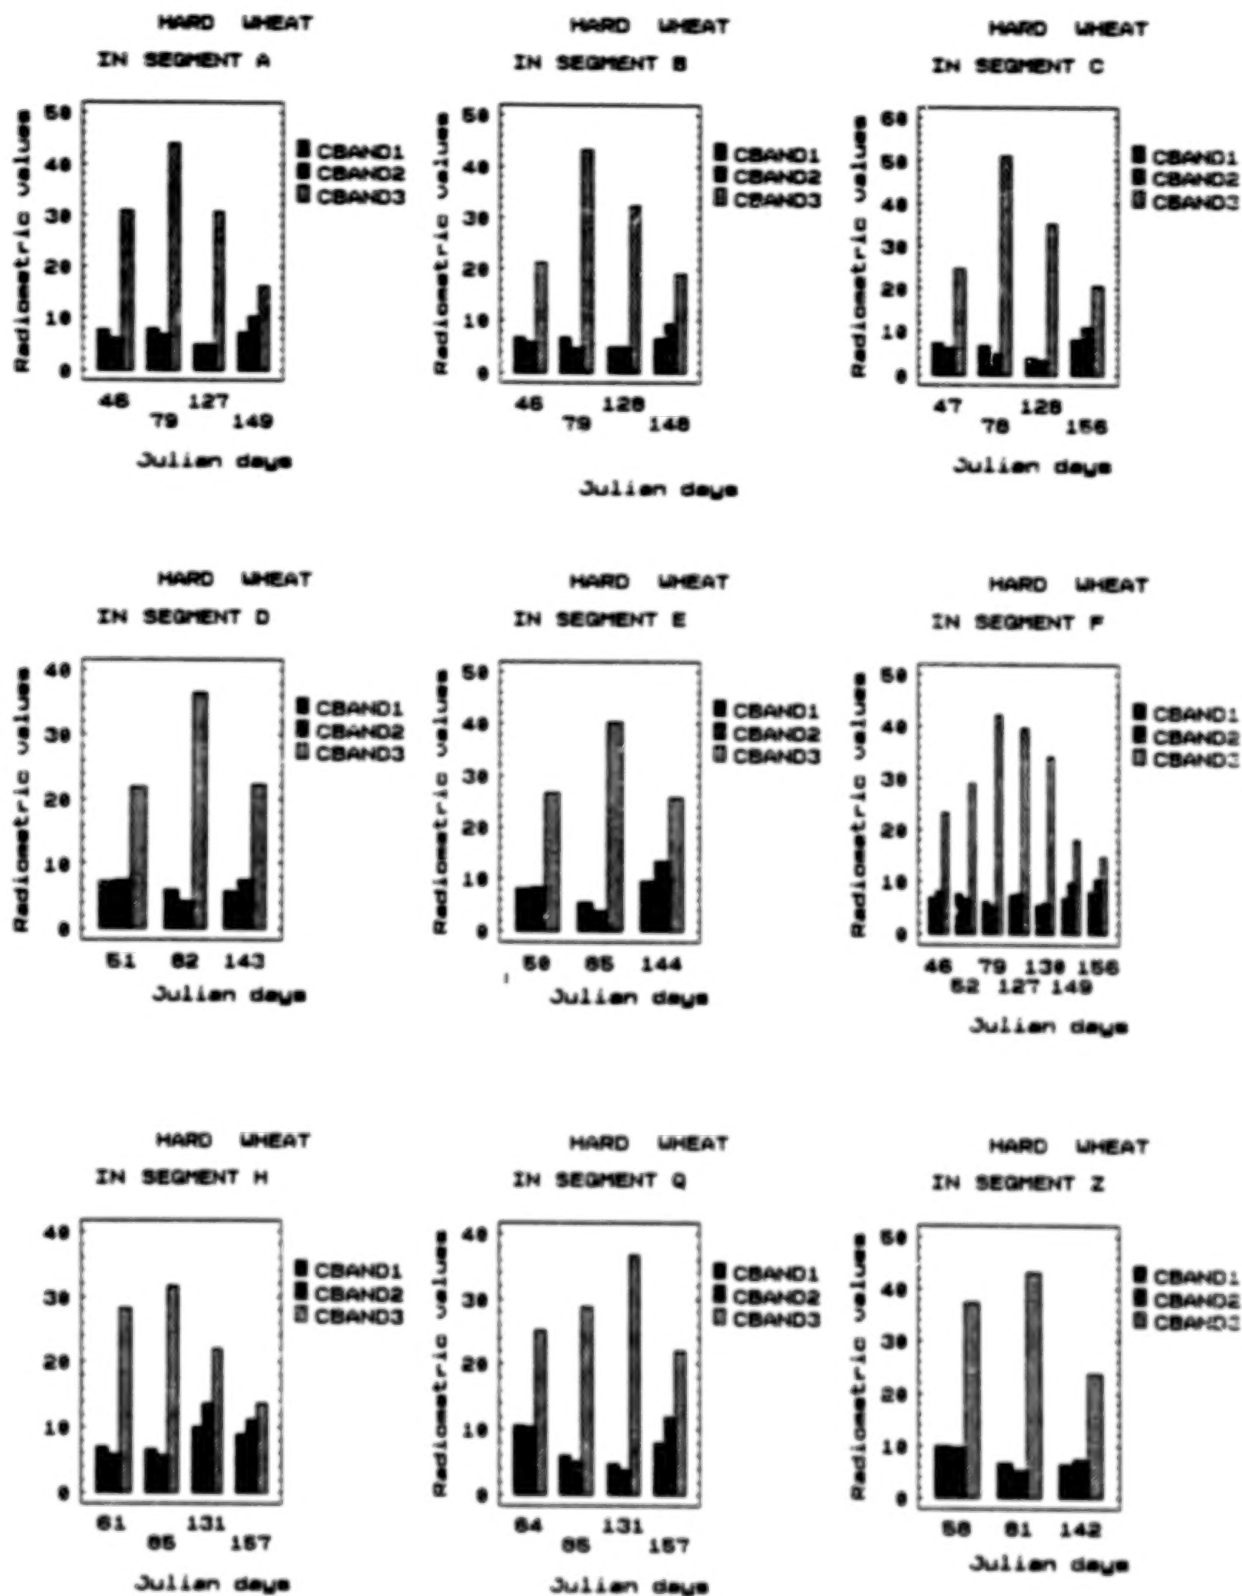 HARD WHEAT
IN SEGMENT A
Radiometric values
50
40
30
20
10
0
CBAND1
CBAND2
CBAND3
46 127
79 149
Julian days
HARD WHEAT
IN SEGMENT B
Radiometric values
50
40
30
20
10
0
CBAND1
CBAND2
CBAND3
46 128
79 148
Julian days
HARD WHEAT
IN SEGMENT C
Radiometric values
60
50
40
30
20
10
0
CBAND1
CBAND2
CBAND3
47 128
78 156
Julian days
HARD WHEAT
IN SEGMENT D
Radiometric values
40
30
20
10
0
CBAND1
CBAND2
CBAND3
51 82 143
Julian days
HARD WHEAT
IN SEGMENT E
Radiometric values
50
40
30
20
10
0
CBAND1
CBAND2
CBAND3
50 85 144
Julian days
HARD WHEAT
IN SEGMENT F
Radiometric values
50
40
30
20
10
0
CBAND1
CBAND2
CBAND3
46 79 130 156
52 127 149
Julian days
HARD WHEAT
IN SEGMENT H
Radiometric values
40
30
20
10
0
CBAND1
CBAND2
CBAND3
61 131
85 157
Julian days
HARD WHEAT
IN SEGMENT Q
Radiometric values
40
30
20
10
0
CBAND1
CBAND2
CBAND3
64 131
85 157
Julian days
HARD WHEAT
IN SEGMENT Z
Radiometric values
50
40
30
20
10
0
CBAND1
CBAND2
CBAND3
58 81 142
Julian days